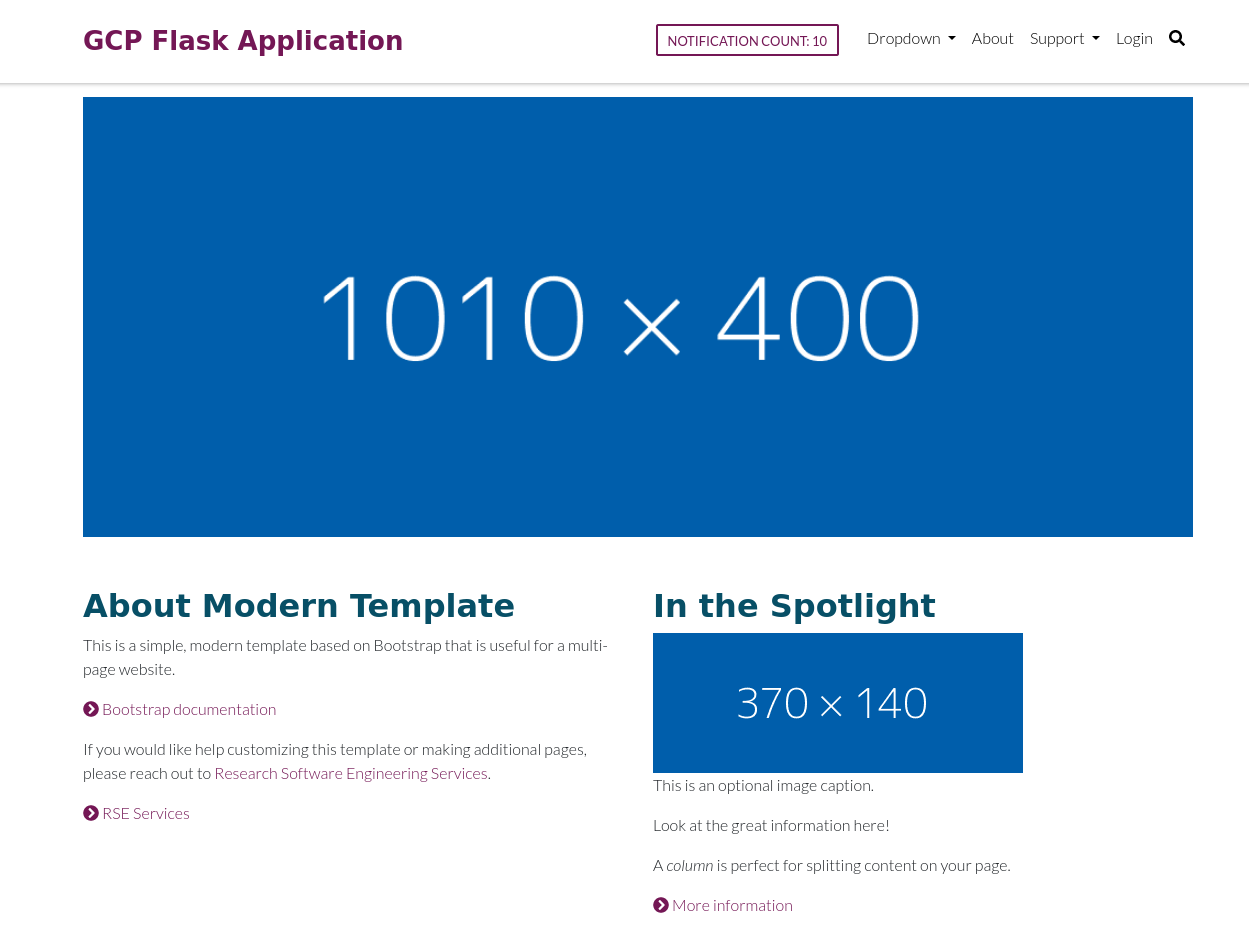 GCP Flask Application
NOTIFICATION COUNT: 10
Dropdown
About
Support
Login
1010 × 400
About Modern Template
This is a simple, modern template based on Bootstrap that is useful for a multi-
page website.
Bootstrap documentation
If you would like help customizing this template or making additional pages,
please reach out to Research Software Engineering Services.
RSE Services
In the Spotlight
370 × 140
This is an optional image caption.
Look at the great information here!
A column is perfect for splitting content on your page.
More information